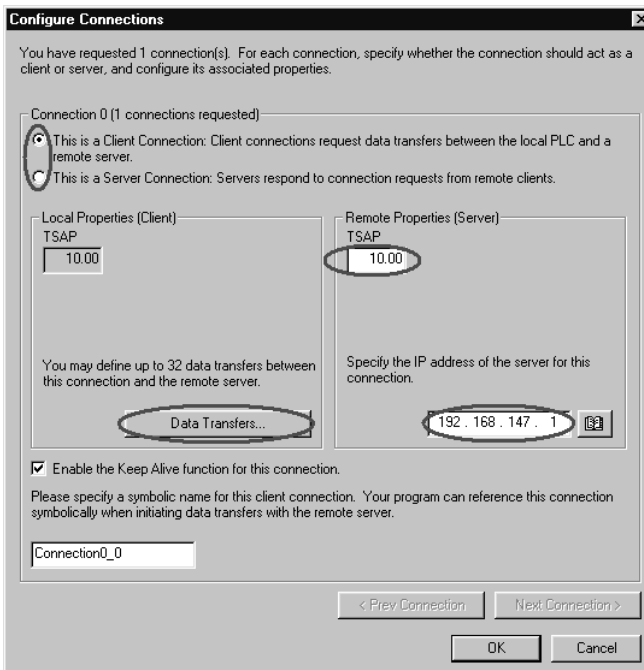 Configure Connections
You have requested 1 connection(s). For each connection, specify whether the connection should act as a
client or server, and configure its associated properties.
Connection 0 (1 connections requested)
This is a Client Connection: Client connections request data transfers between the local PLC and a
remote server.
This is a Server Connection: Servers respond to connection requests from remote clients.
Local Properties (Client)
TSAP
10.00
You may define up to 32 data transfers between
this connection and the remote server.
Data Transfers...
Remote Properties (Server)
TSAP
10.00
Specify the IP address of the server for this
connection.
192 . 168 . 147 . 1
Enable the Keep Alive function for this connection.
Please specify a symbolic name for this client connection. Your program can reference this connection
symbolically when initiating data transfers with the remote server.
Connection0_0
< Prev Connection
Next Connection >
OK
Cancel